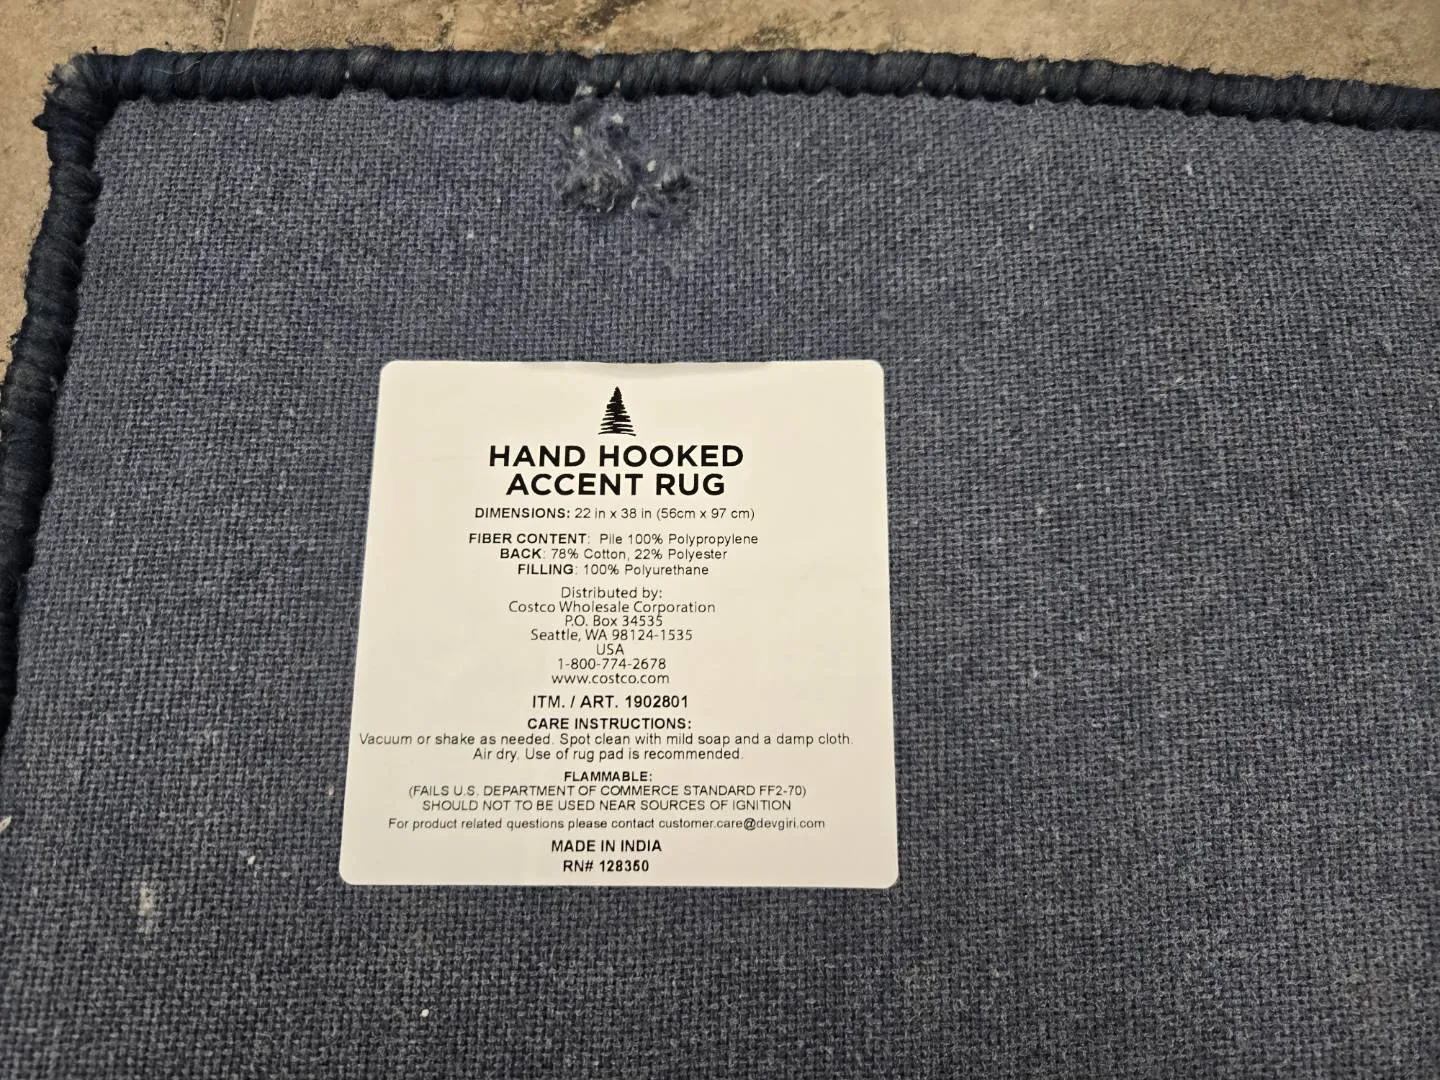 HAND HOOKED
ACCENT RUG
DIMENSIONS: 22 in x 38 in (56cm x 97 cm)
FIBER CONTENT: Pile 100% Polypropylene
BACK: 78% Cotton, 22% Polyester
FILLING: 100% Polyurethane
Distributed by:
Costco Wholesale Corporation
P.O. Box 34535
Seattle, WA 98124-1535
USA
1-800-774-2678
www.costco.com
ITM. / ART. 1902801
CARE INSTRUCTIONS:
Vacuum or shake as needed. Spot clean with mild soap and a damp cloth.
Air dry. Use of rug pad is recommended.
FLAMMABLE:
(FAILS U.S. DEPARTMENT OF COMMERCE STANDARD FF2-70)
SHOULD NOT TO BE USED NEAR SOURCES OF IGNITION
For product related questions please contact customer.care@devgiri.com
MADE IN INDIA
RN# 128350